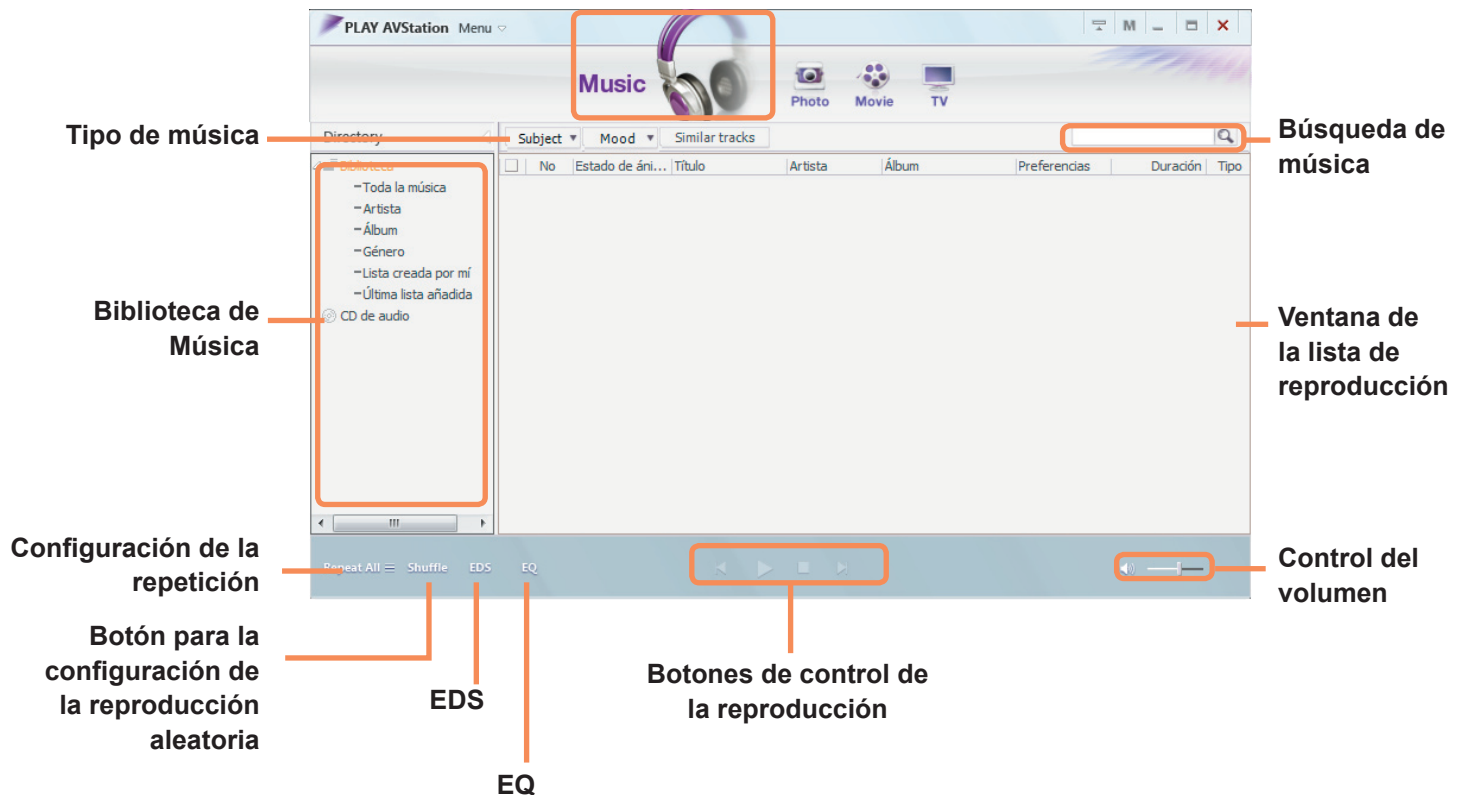 PLAY AVStation Menu
M
Music
Photo
Movie
TV
Tipo de música
Directory
Subject
Mood
Similar tracks
Búsqueda de
música
Biblioteca
No
Estado de áni...
Título
Artista
Álbum
Preferencias
Duración
Tipo
Toda la música
Artista
Álbum
Género
Lista creada por mí
Última lista añadida
CD de audio
Biblioteca de
Música
Ventana de
la lista de
reproducción
Configuración de la
repetición
Repeat All
Shuffle
EDS
EQ
Control del
volumen
Botón para la
configuración de
la reproducción
aleatoria
EDS
EQ
Botones de control de
la reproducción